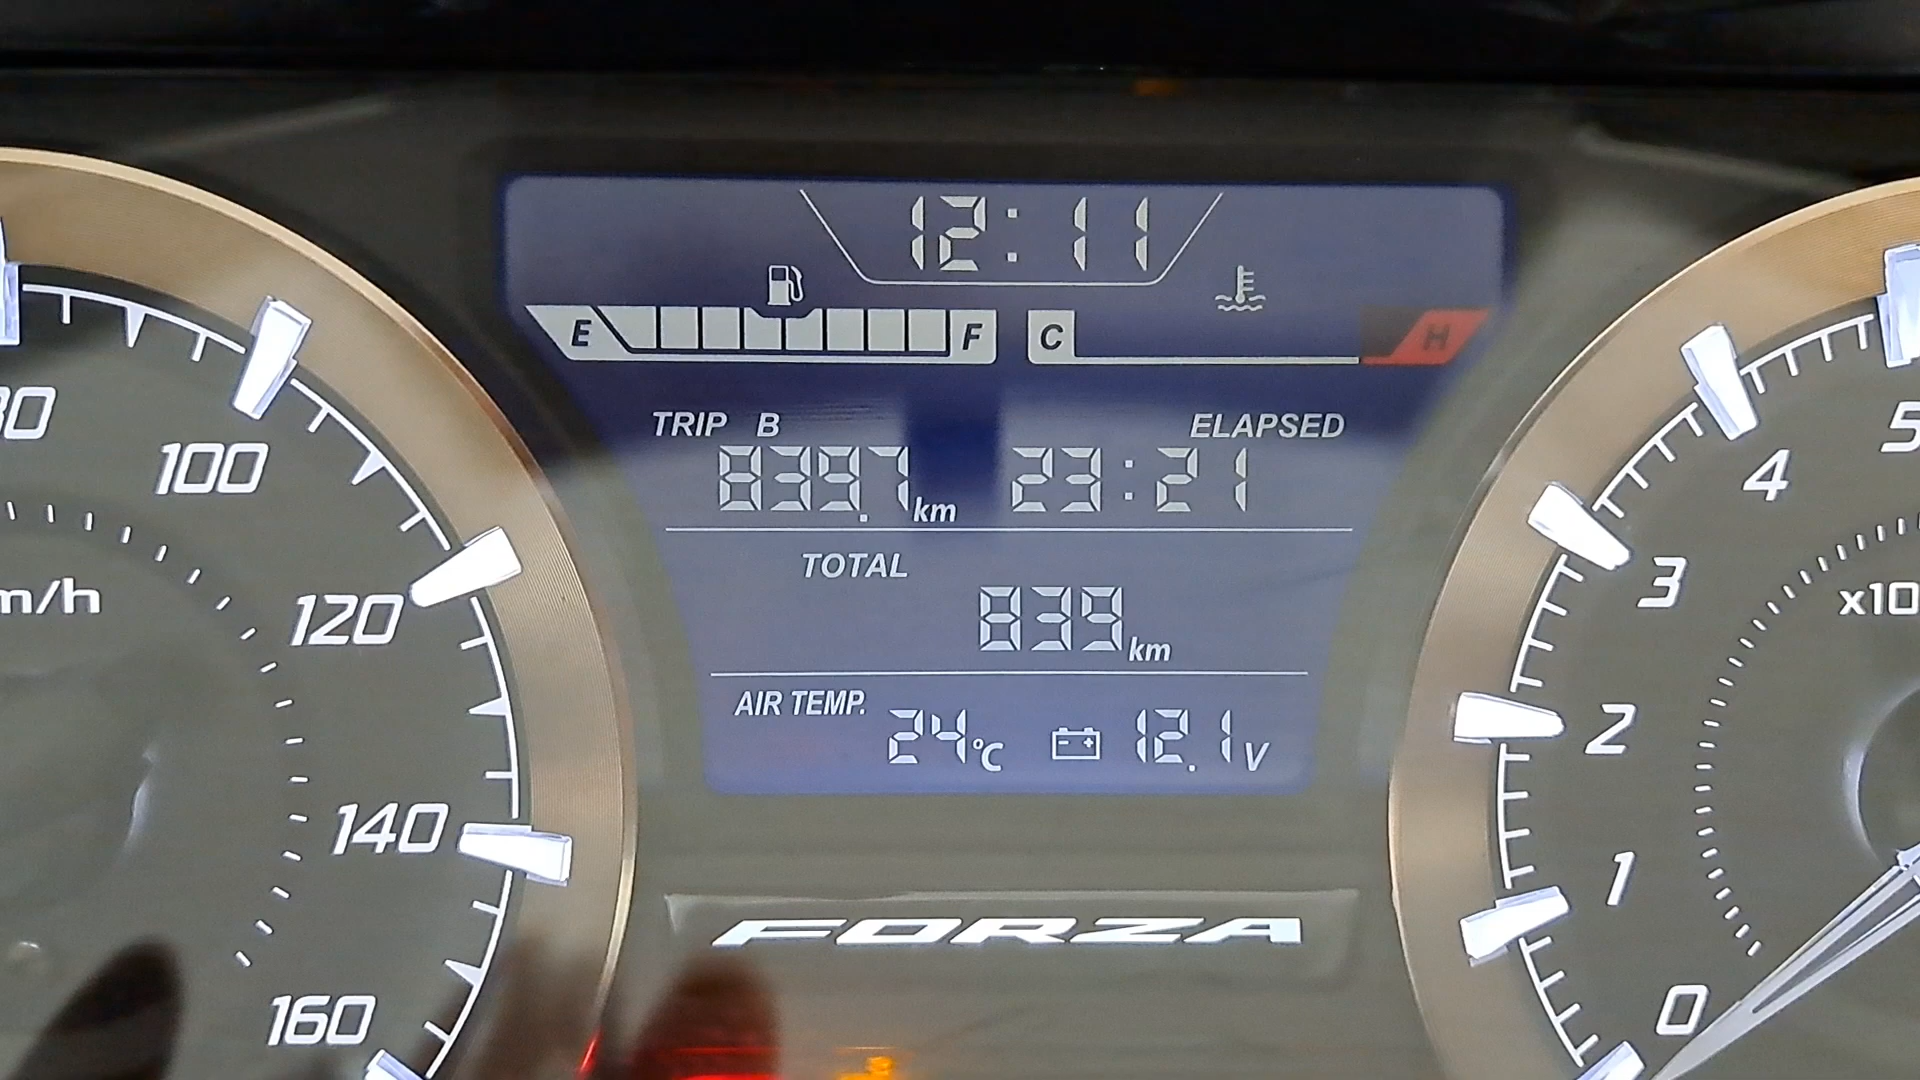 12:11
E F C H
TRIP B ELAPSED
839.7 km 23:21
TOTAL
839 km
AIR TEMP. 24 °C 12.1 V
FORZA
100
120
140
160
m/h
5
4
3
2
1
0
x10